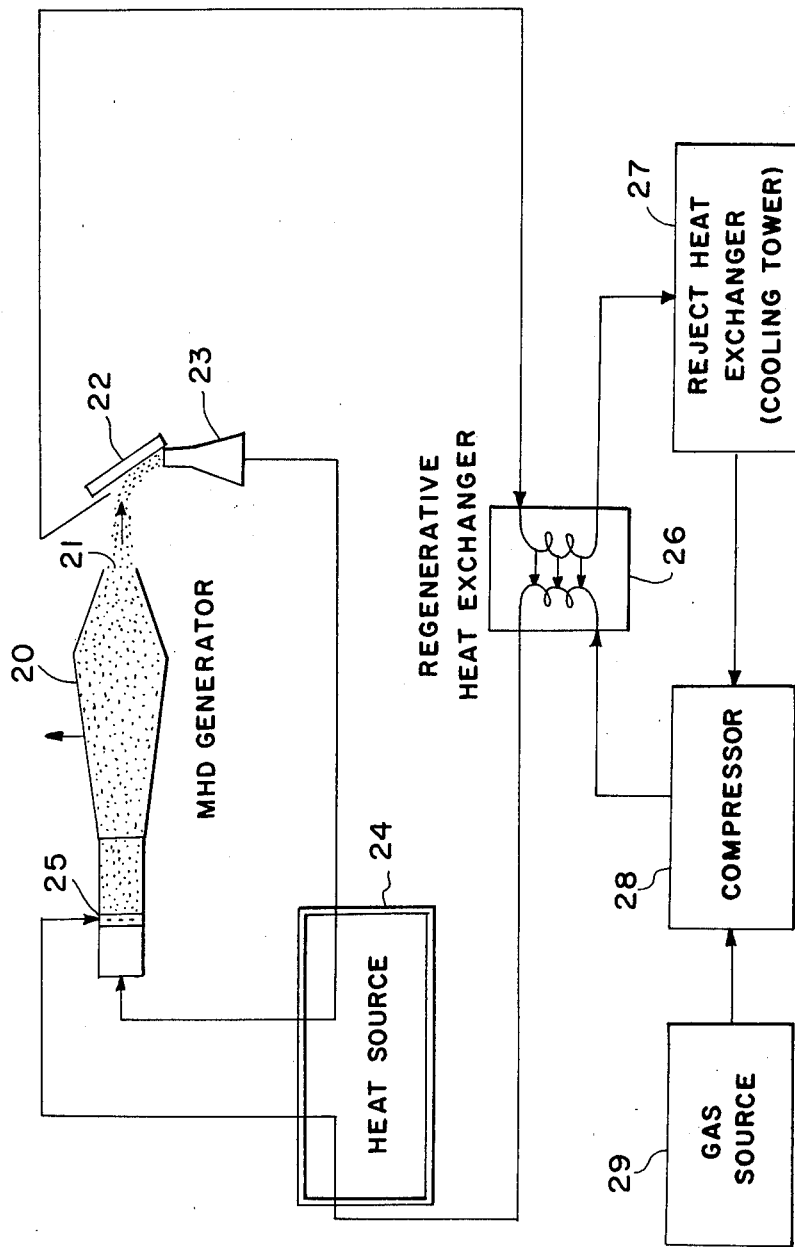 20
21
22
23
25
MHD GENERATOR
24
HEAT SOURCE
REGENERATIVE
HEAT EXCHANGER
26
27
REJECT HEAT
EXCHANGER
(COOLING TOWER)
28
COMPRESSOR
29
GAS
SOURCE